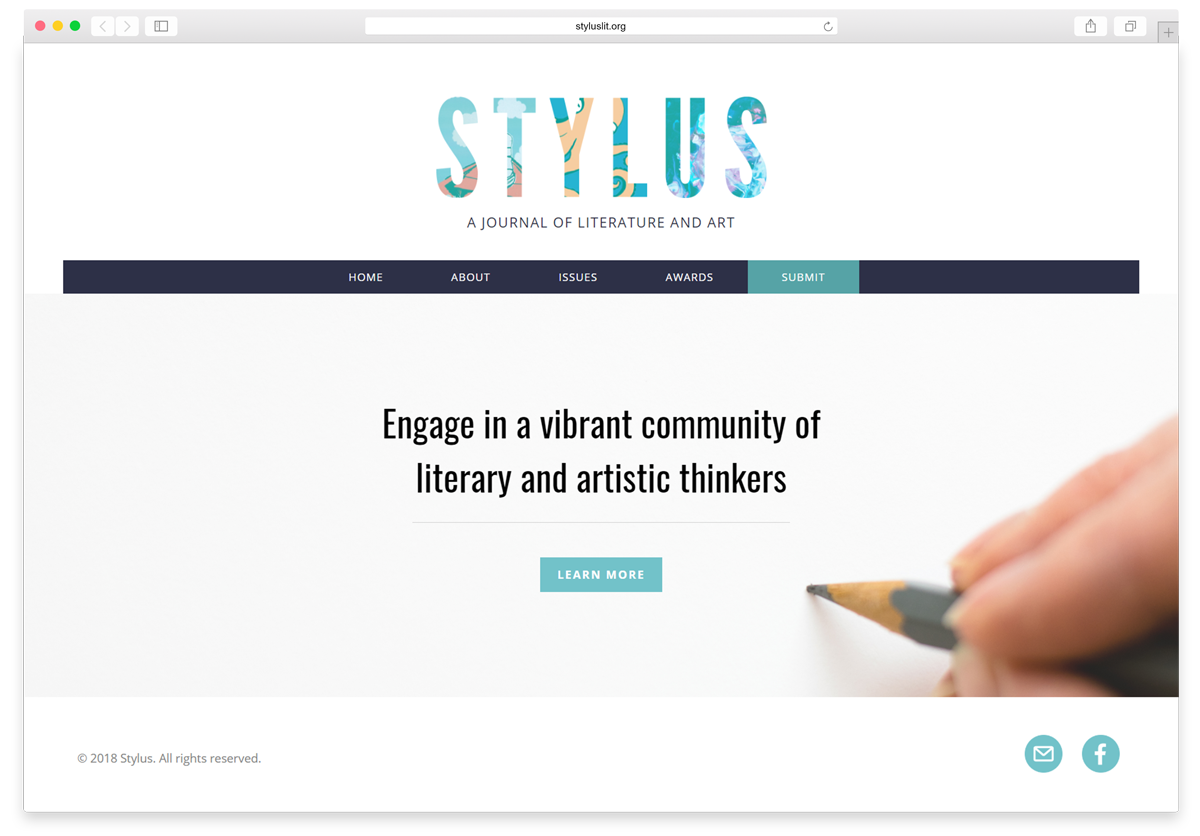 styluslit.org
STYLUS
A JOURNAL OF LITERATURE AND ART
HOME ABOUT ISSUES AWARDS SUBMIT
Engage in a vibrant community of
literary and artistic thinkers
LEARN MORE
© 2018 Stylus. All rights reserved.